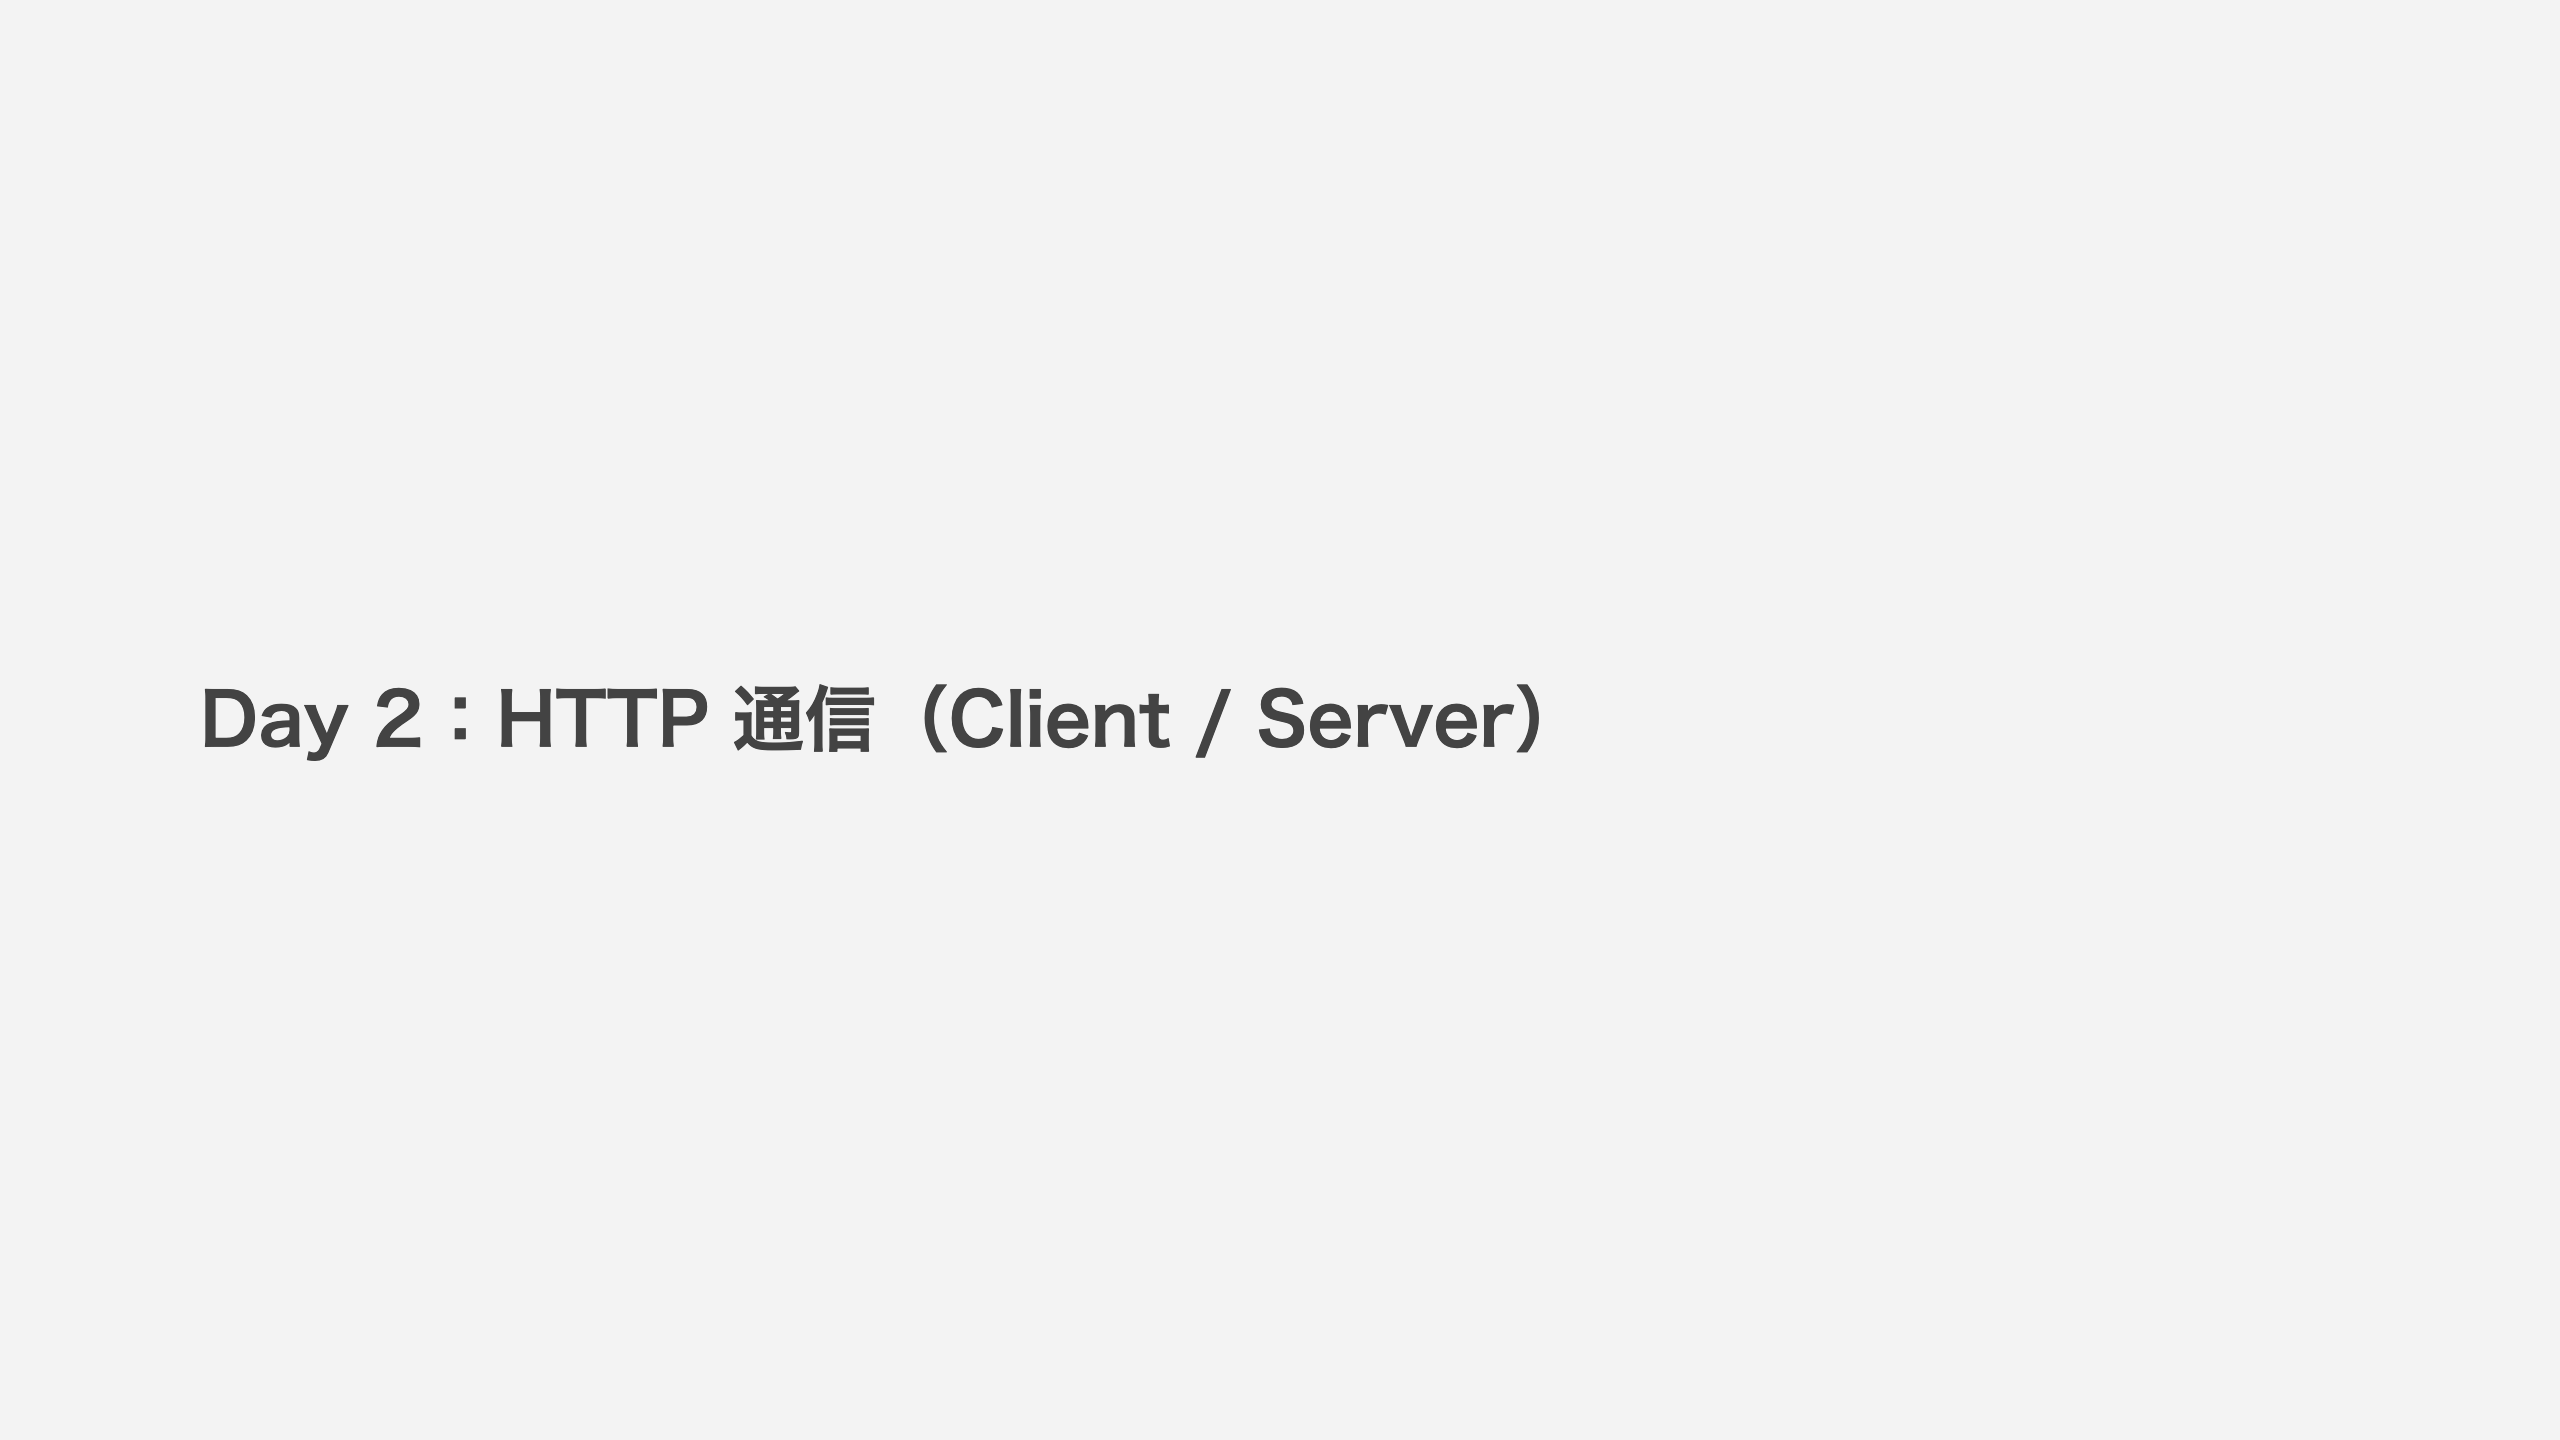 Day 2：HTTP 通信（Client / Server）